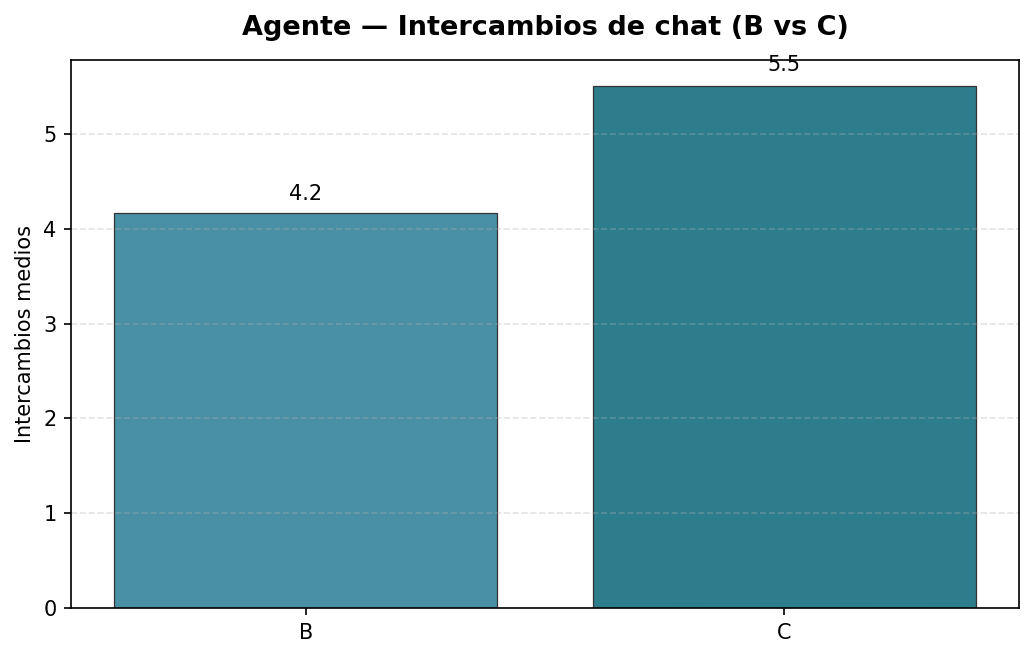 Agente — Intercambios de chat (B vs C)
5.5
4.2
Intercambios medios
5
4
3
2
1
0
B
C